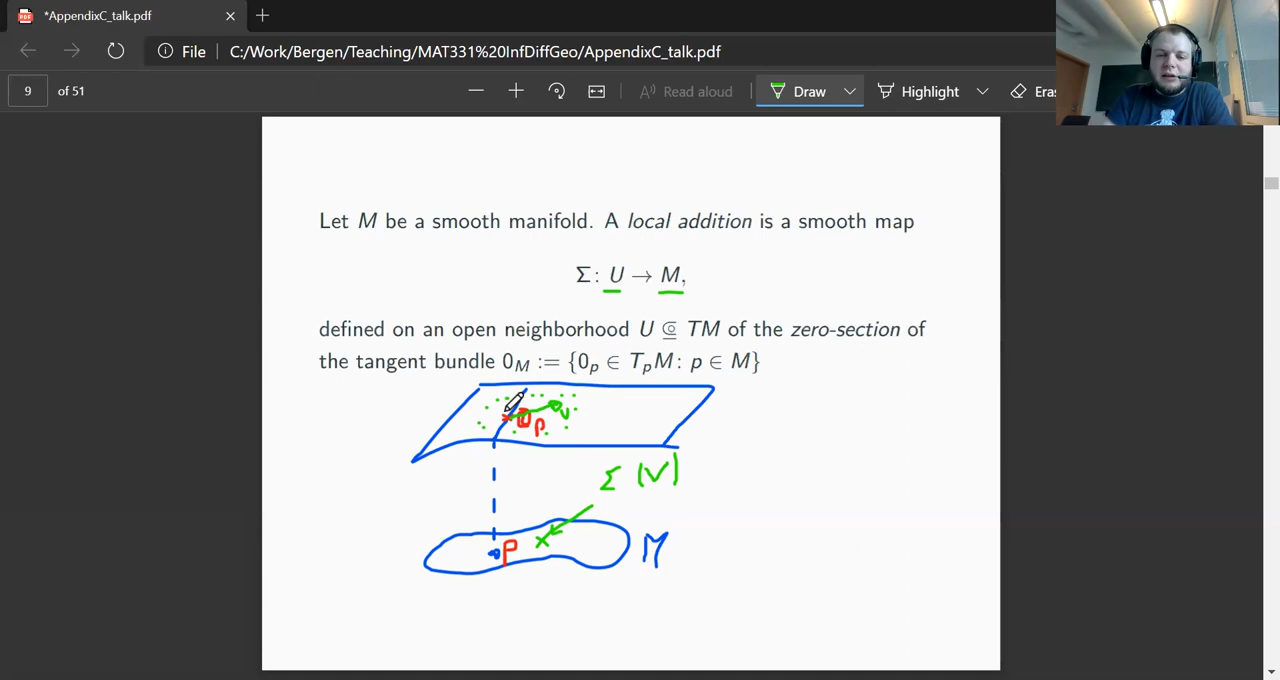 *AppendixC_talk.pdf
File
C:/Work/Bergen/Teaching/MAT331%20InfDiffGeo/AppendixC_talk.pdf
9 of 51
Read aloud
Draw
Highlight
Eras
Let M be a smooth manifold. A local addition is a smooth map
Σ: U → M,
defined on an open neighborhood U ⊆ TM of the zero-section of
the tangent bundle 0_M := {0_p ∈ T_pM : p ∈ M}
0_p
v
Σ (V)
p
M